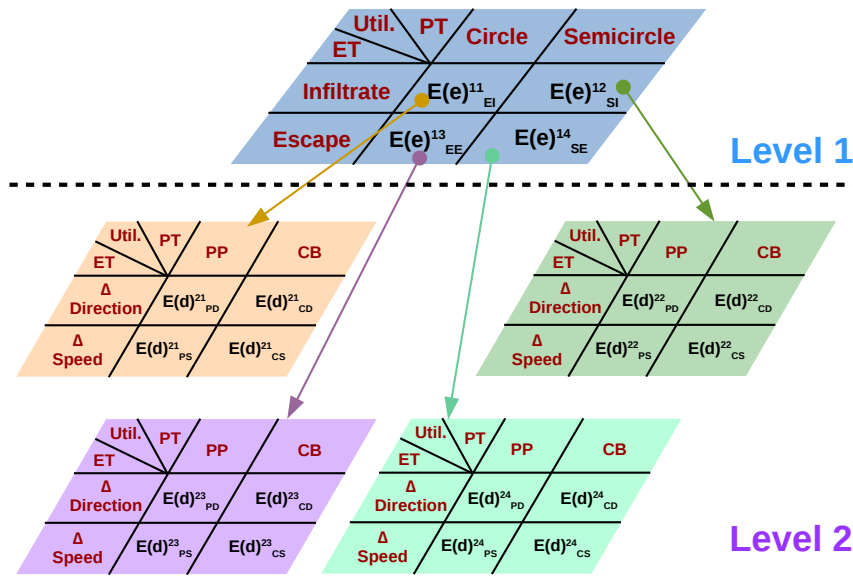 Util. PT Circle Semicircle
ET
Infiltrate E(e)¹¹EI E(e)¹²SI
Escape E(e)¹³EE E(e)¹⁴SE
Level 1
Util. PT PP CB
ET
Δ Direction E(d)²¹PD E(d)²¹CD
Δ Speed E(d)²¹PS E(d)²¹CS
Util. PT PP CB
ET
Δ Direction E(d)²²PD E(d)²²CD
Δ Speed E(d)²²PS E(d)²²CS
Util. PT PP CB
ET
Δ Direction E(d)²³PD E(d)²³CD
Δ Speed E(d)²³PS E(d)²³CS
Util. PT PP CB
ET
Δ Direction E(d)²⁴PD E(d)²⁴CD
Δ Speed E(d)²⁴PS E(d)²⁴CS
Level 2